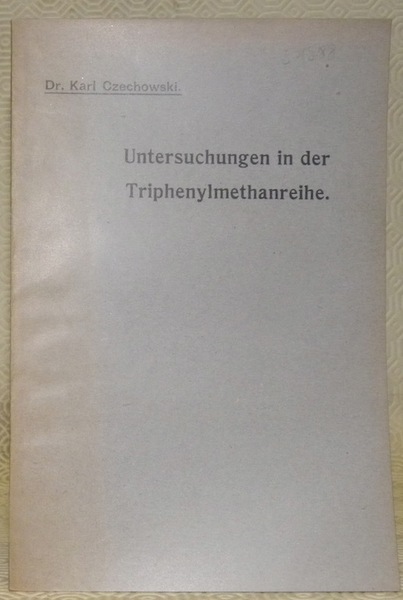 Dr. Karl Czechowski.
Untersuchungen in der
Triphenylmethanreihe.